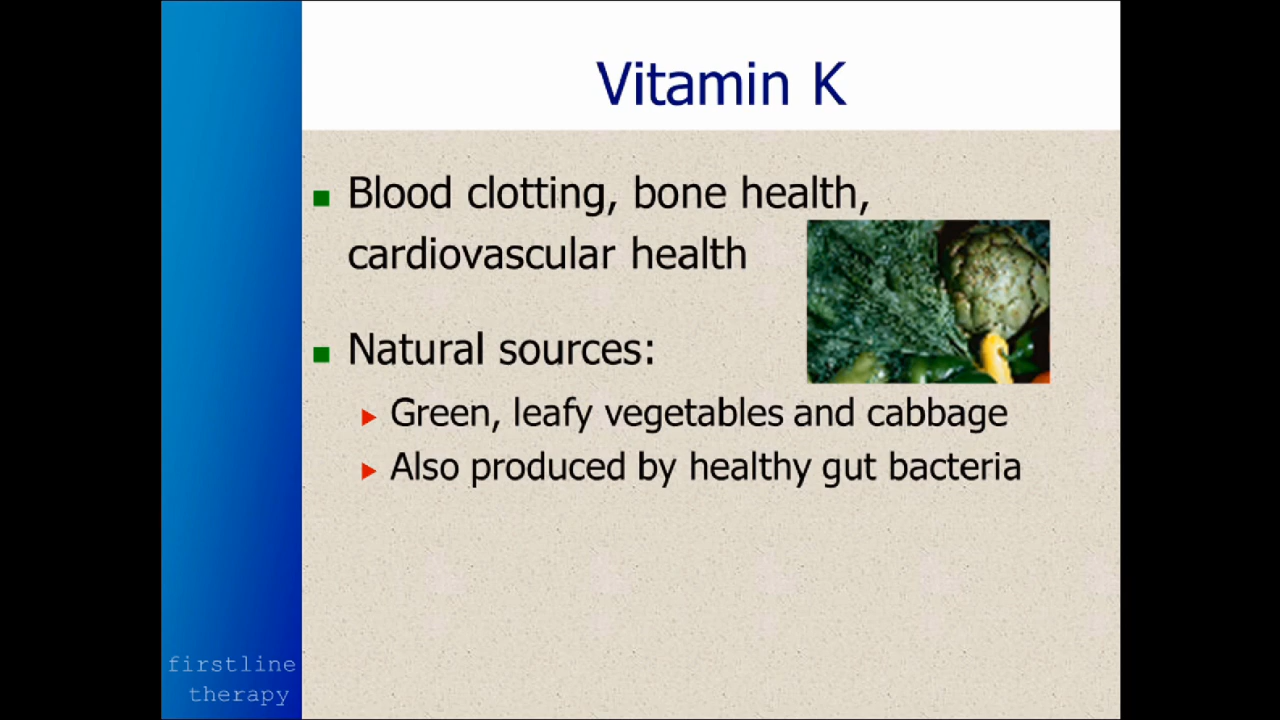 Vitamin K
Blood clotting, bone health,
cardiovascular health
Natural sources:
Green, leafy vegetables and cabbage
Also produced by healthy gut bacteria
firstline
therapy